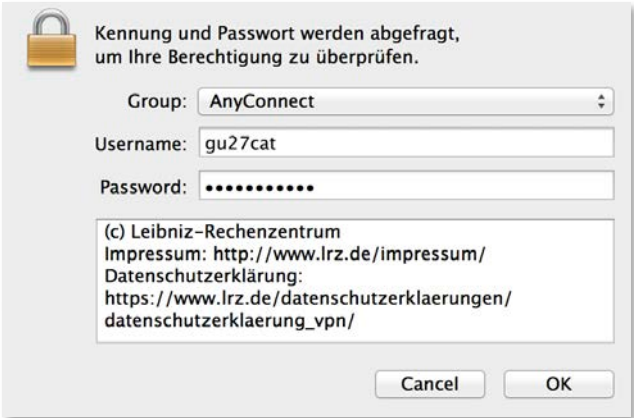 Kennung und Passwort werden abgefragt,
um Ihre Berechtigung zu überprüfen.
Group: AnyConnect
Username: gu27cat
Password: •••••••••••
(c) Leibniz-Rechenzentrum
Impressum: http://www.lrz.de/impressum/
Datenschutzerklärung:
https://www.lrz.de/datenschutzerklaerungen/
datenschutzerklaerung_vpn/
Cancel OK